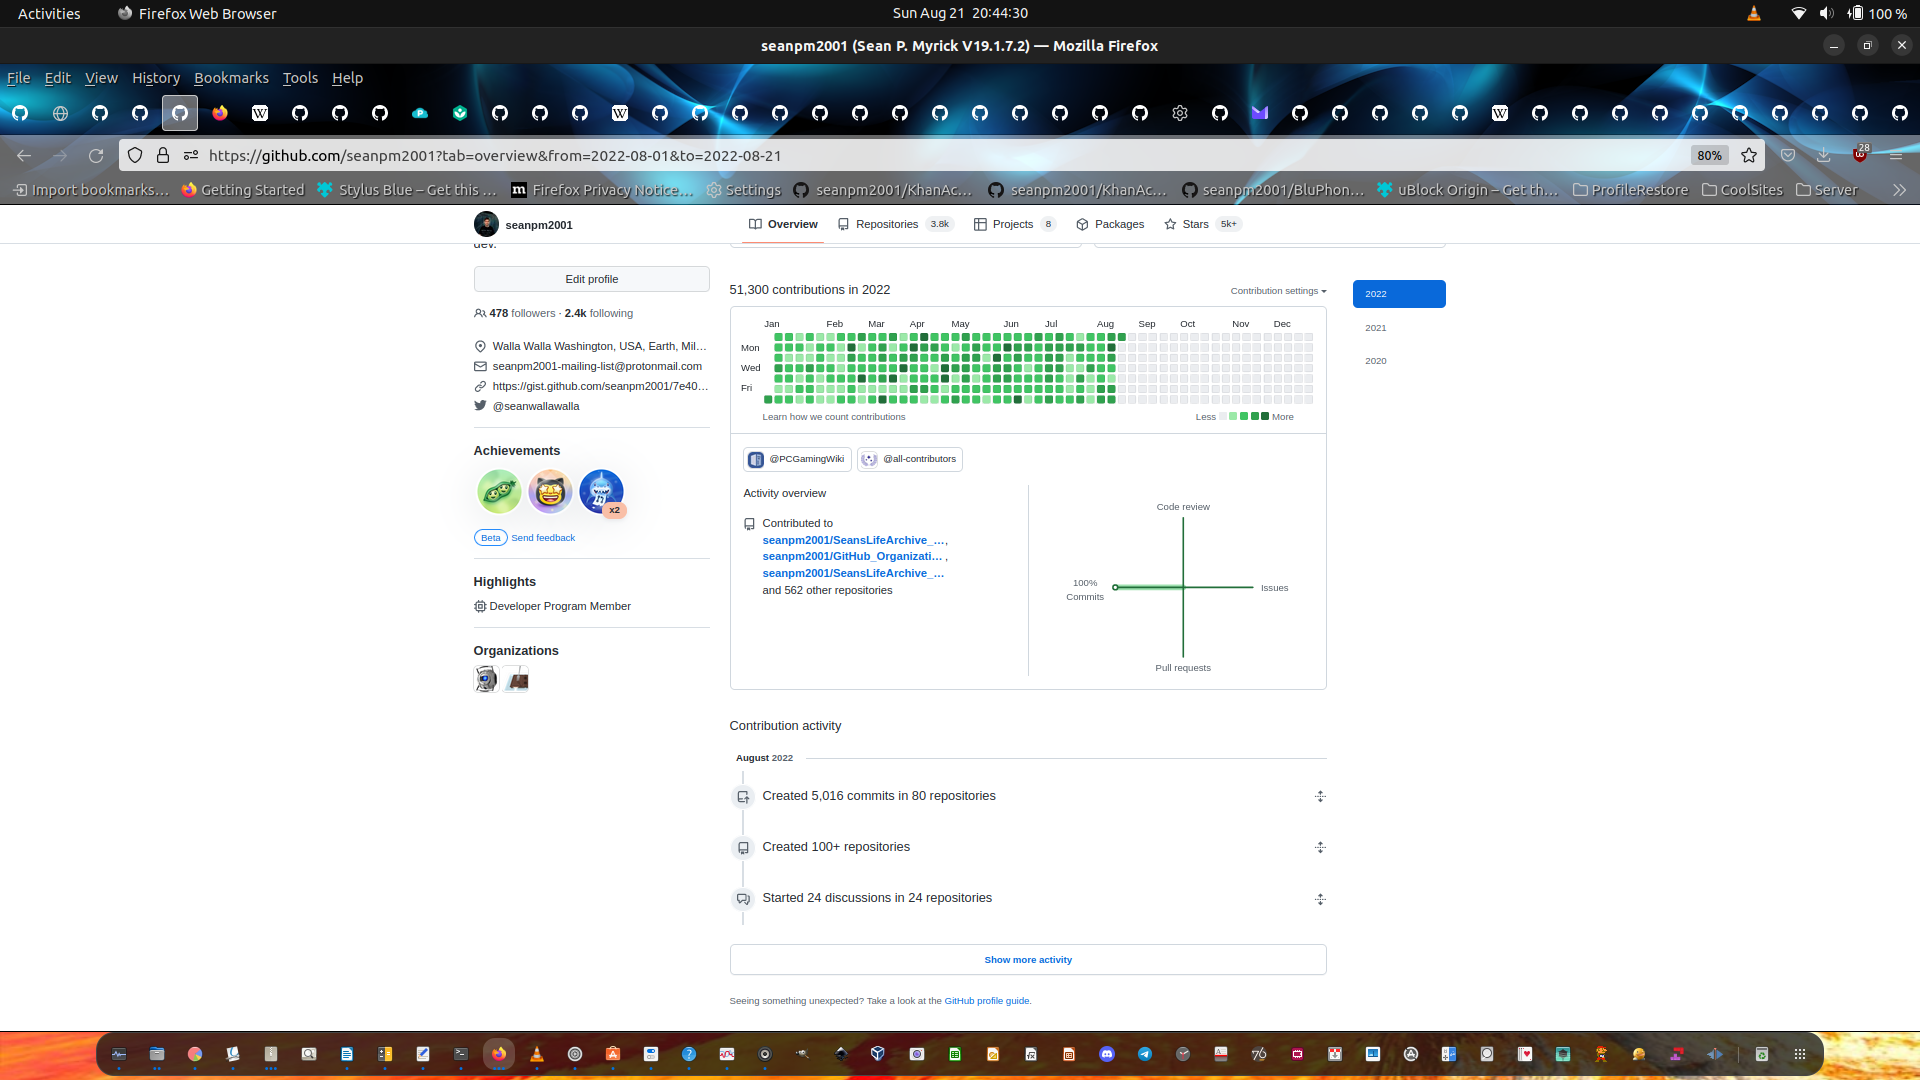 Activities
Firefox Web Browser
Sun Aug 21 20:44:30
100 %
seanpm2001 (Sean P. Myrick V19.1.7.2) — Mozilla Firefox
File Edit View History Bookmarks Tools Help
https://github.com/seanpm2001?tab=overview&from=2022-08-01&to=2022-08-21
80%
28
Import bookmarks…
Getting Started
Stylus Blue – Get this …
Firefox Privacy Notice…
Settings
seanpm2001/KhanAc…
seanpm2001/KhanAc…
seanpm2001/BluPhon…
uBlock Origin – Get th…
ProfileRestore
CoolSites
Server
seanpm2001
Overview
Repositories 3.8k
Projects 8
Packages
Stars 5k+
dev.
Edit profile
478 followers · 2.4k following
Walla Walla Washington, USA, Earth, Mil…
seanpm2001-mailing-list@protonmail.com
https://gist.github.com/seanpm2001/7e40…
@seanwallawalla
Achievements
x2
Beta Send feedback
Highlights
Developer Program Member
Organizations
51,300 contributions in 2022
Contribution settings
2022
2021
2020
Jan Feb Mar Apr May Jun Jul Aug Sep Oct Nov Dec
Mon
Wed
Fri
Learn how we count contributions
Less More
@PCGamingWiki
@all-contributors
Activity overview
Contributed to
seanpm2001/SeansLifeArchive_…,
seanpm2001/GitHub_Organizati… ,
seanpm2001/SeansLifeArchive_…
and 562 other repositories
Code review
100%
Commits
Issues
Pull requests
Contribution activity
August 2022
Created 5,016 commits in 80 repositories
Created 100+ repositories
Started 24 discussions in 24 repositories
Show more activity
Seeing something unexpected? Take a look at the GitHub profile guide.